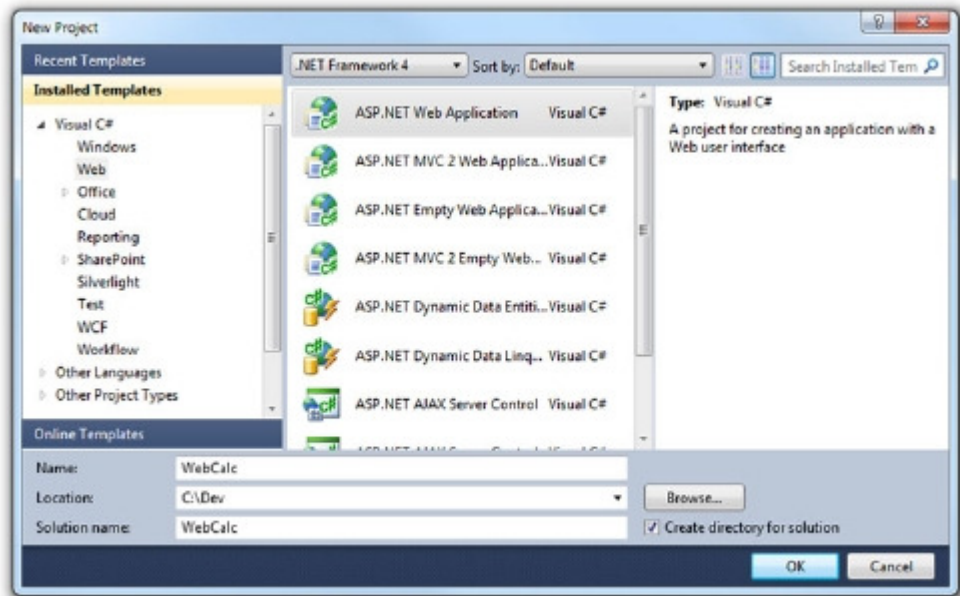 New Project
Recent Templates
Installed Templates
Visual C#
Windows
Web
Office
Cloud
Reporting
SharePoint
Silverlight
Test
WCF
Workflow
Other Languages
Other Project Types
Online Templates
.NET Framework 4
Sort by: Default
Search Installed Tem
ASP.NET Web Application Visual C#
ASP.NET MVC 2 Web Applica... Visual C#
ASP.NET Empty Web Applica... Visual C#
ASP.NET MVC 2 Empty Web... Visual C#
ASP.NET Dynamic Data Entiti... Visual C#
ASP.NET Dynamic Data Linq... Visual C#
ASP.NET AJAX Server Control Visual C#
Type: Visual C#
A project for creating an application with a
Web user interface
Name: WebCalc
Location: C:\Dev
Browse...
Solution name: WebCalc
Create directory for solution
OK
Cancel